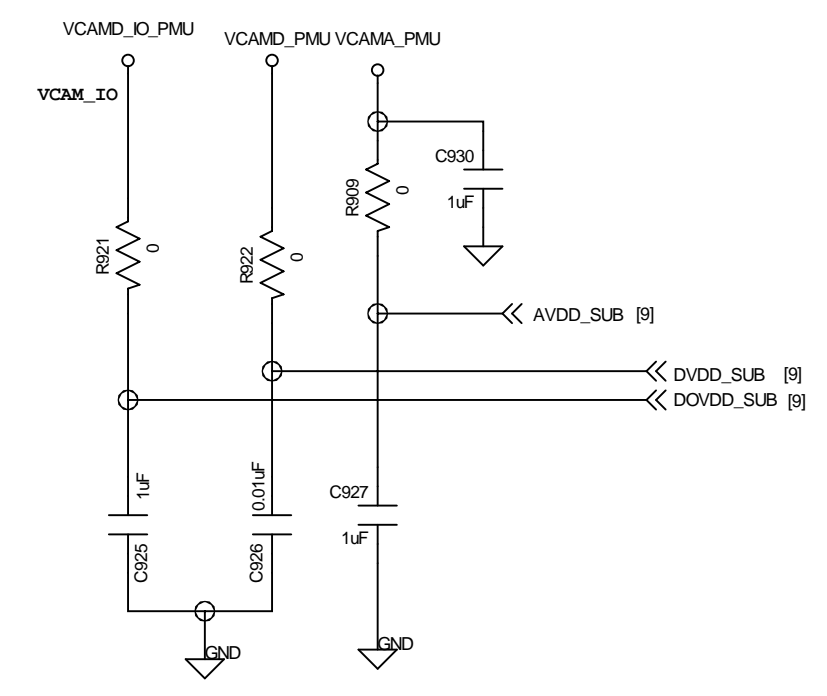 VCAMD_IO_PMU
VCAMD_PMU VCAMA_PMU
VCAM_IO
C930
1uF
R909
0
R921
0
R922
0
AVDD_SUB [9]
DVDD_SUB [9]
DOVDD_SUB [9]
1uF
C925
0.01uF
C926
C927
1uF
GND
GND